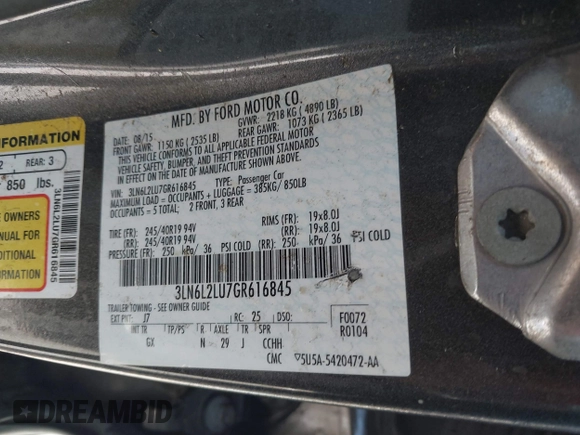 MFD. BY FORD MOTOR CO.
DATE: 08/15 GVWR: 2218 KG (4890 LB)
FRONT GAWR: 1150 KG (2535 LB) REAR GAWR: 1073 KG (2365 LB)
THIS VEHICLE CONFORMS TO ALL APPLICABLE FEDERAL MOTOR
VEHICLE SAFETY, BUMPER, AND THEFT PREVENTION STANDARDS
IN EFFECT ON THE DATE OF MANUFACTURE SHOWN ABOVE.
VIN: 3LN6L2LU7GR616845 TYPE: Passenger Car
MAXIMUM LOAD = OCCUPANTS + LUGGAGE = 385KG/850LB
OCCUPANTS = 5 TOTAL; 2 FRONT, 3 REAR
TIRE (FR): 245/40R19 94V RIMS (FR): 19x8.0J
(RR): 245/40R19 94V (RR): 19x8.0J
PRESSURE (FR): 250 kPa/ 36 PSI COLD (RR): 250 kPa/ 36 PSI COLD
3LN6L2LU7GR616845
TRAILER TOWING - SEE OWNER GUIDE
EXT PNT: J7 RC: 25 DSO: F0072
INT TR TP/PS R AXLE TR SPR R0104
GX N 29 J CCHH
CMC 5U5A-5420472-AA
INFORMATION
2 REAR: 3
850 lbs.
OWNERS
MANUAL FOR
ADDITIONAL
INFORMATION
3LN6L2LU7GR616845
DREAMBID